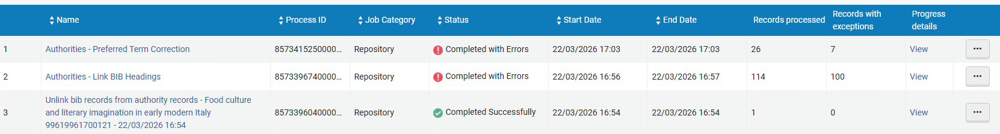 Name Process ID Job Category Status Start Date End Date Records processed Records with exceptions Progress details
1 Authorities - Preferred Term Correction 8573415250000... Repository Completed with Errors 22/03/2026 17:03 22/03/2026 17:03 26 7 View ...
2 Authorities - Link BIB Headings 8573396740000... Repository Completed with Errors 22/03/2026 16:56 22/03/2026 16:57 114 100 View ...
Unlink bib records from authority records - Food culture
3 and literary imagination in early modern Italy 8573396040000... Repository Completed Successfully 22/03/2026 16:54 22/03/2026 16:54 1 0 View ...
99619961700121 - 22/03/2026 16:54